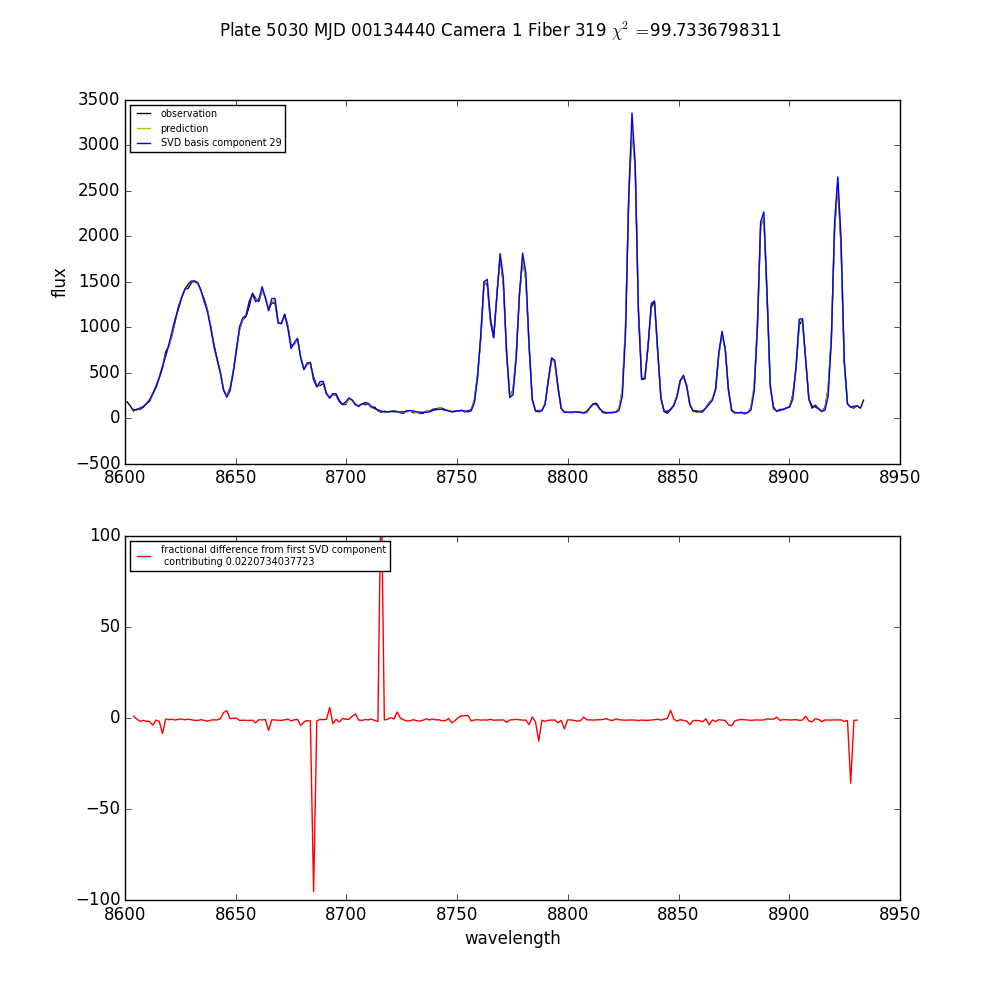 Plate 5030 MJD 00134440 Camera 1 Fiber 319 χ² =99.7336798311
3500
3000
2500
2000
1500
1000
500
0
−500
flux
observation
prediction
SVD basis component 29
8600 8650 8700 8750 8800 8850 8900 8950
100
50
0
−50
−100
fractional difference from first SVD component
contributing 0.0220734037723
8600 8650 8700 8750 8800 8850 8900 8950
wavelength